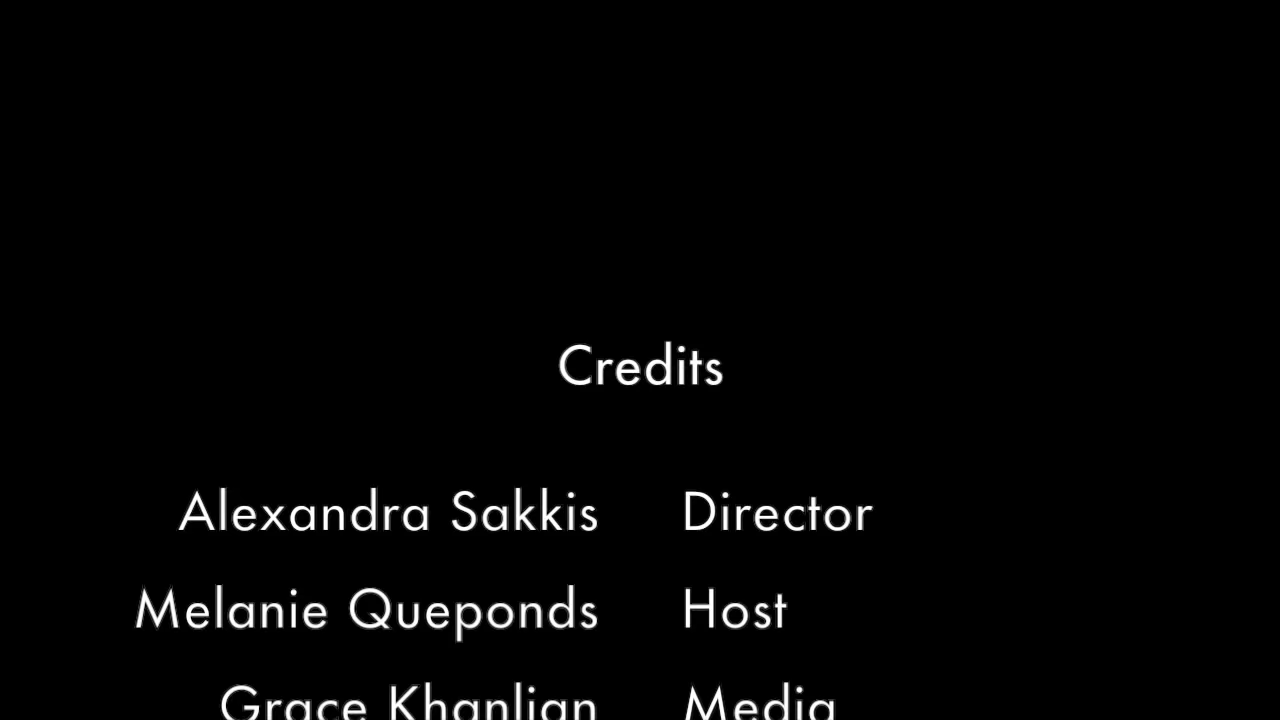 Credits
Alexandra Sakkis Director
Melanie Queponds Host
Grace Khanlian Media